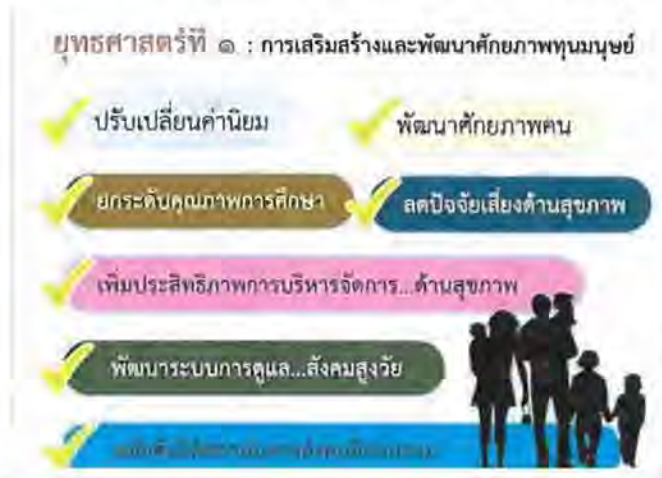 ยุทธศาสตร์ที่ ๑ : การเสริมสร้างและพัฒนาศักยภาพทุนมนุษย์
ปรับเปลี่ยนค่านิยม พัฒนาศักยภาพคน
ยกระดับคุณภาพการศึกษา ลดปัจจัยเสี่ยงด้านสุขภาพ
เพิ่มประสิทธิภาพการบริหารจัดการ...ด้านสุขภาพ
พัฒนาระบบการดูแล...สังคมสูงวัย